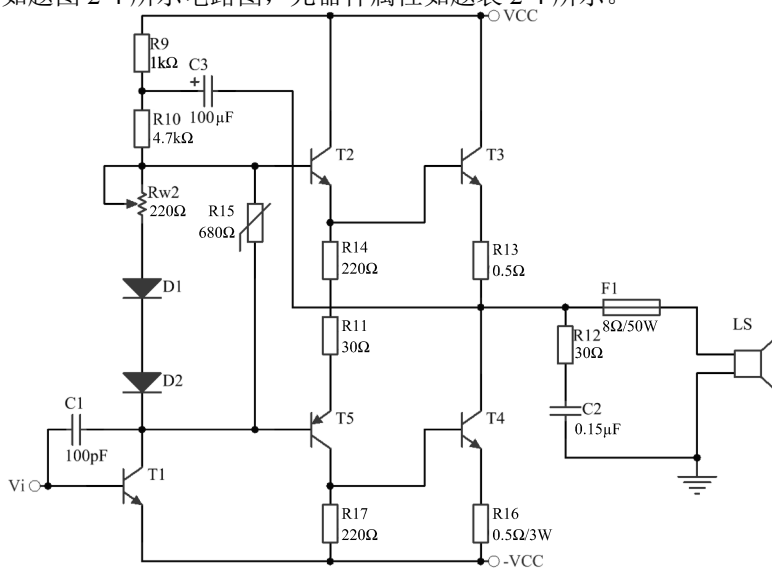 如题图 2-4 所示电路图，元器件属性如题表 2-4 所示。
VCC
R9
1kΩ
C3
+
100μF
R10
4.7kΩ
T2
T3
Rw2
220Ω
R15
680Ω
R14
220Ω
R13
0.5Ω
D1
F1
8Ω/50W
R11
30Ω
R12
30Ω
LS
D2
C1
100pF
T5
T4
C2
0.15μF
Vi
T1
R17
220Ω
R16
0.5Ω/3W
-VCC